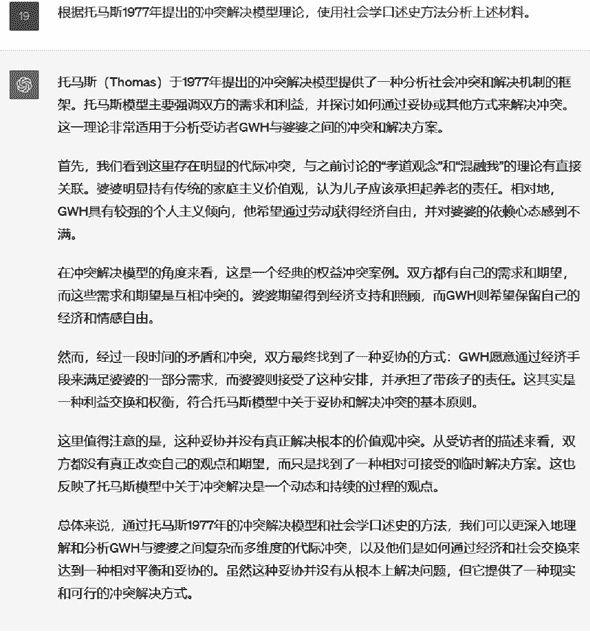 19
根据托马斯1977年提出的冲突解决模型理论，使用社会学口述史方法分析上述材料。
托马斯（Thomas）于1977年提出的冲突解决模型提供了一种分析社会冲突和解决机制的框
架。托马斯模型主要强调双方的需求和利益，并探讨如何通过妥协或其他方式来解决冲突。
这一理论非常适用于分析受访者GWH与婆婆之间的冲突和解决方案。
首先，我们看到这里存在明显的代际冲突，与之前讨论的“孝道观念”和“混融我”的理论有直接
关联。婆婆明显持有传统的家庭主义价值观，认为儿子应该承担起养老的责任。相对地，
GWH具有较强的个人主义倾向，他希望通过劳动获得经济自由，并对婆婆的依赖心态感到不
满。
在冲突解决模型的角度来看，这是一个经典的权益冲突案例。双方都有自己的需求和期望，
而这些需求和期望是互相冲突的。婆婆期望得到经济支持和照顾，而GWH则希望保留自己的
经济和情感自由。
然而，经过一段时间的矛盾和冲突，双方最终找到了一种妥协的方式：GWH愿意通过经济手
段来满足婆婆的一部分需求，而婆婆则接受了这种安排，并承担了带孩子的责任。这其实是
一种利益交换和权衡，符合托马斯模型中关于妥协和解决冲突的基本原则。
这里值得注意的是，这种妥协并没有真正解决根本的价值观冲突。从受访者的描述来看，双
方都没有真正改变自己的观点和期望，而只是找到了一种相对可接受的临时解决方案。这也
反映了托马斯模型中关于冲突解决是一个动态和持续的过程的观点。
总体来说，通过托马斯1977年的冲突解决模型和社会学口述史的方法，我们可以更深入地理
解和分析GWH与婆婆之间复杂而多维度的代际冲突，以及他们是如何通过经济和社会交换来
达到一种相对平衡和妥协的。虽然这种妥协并没有从根本上解决问题，但它提供了一种现实
和可行的冲突解决方式。